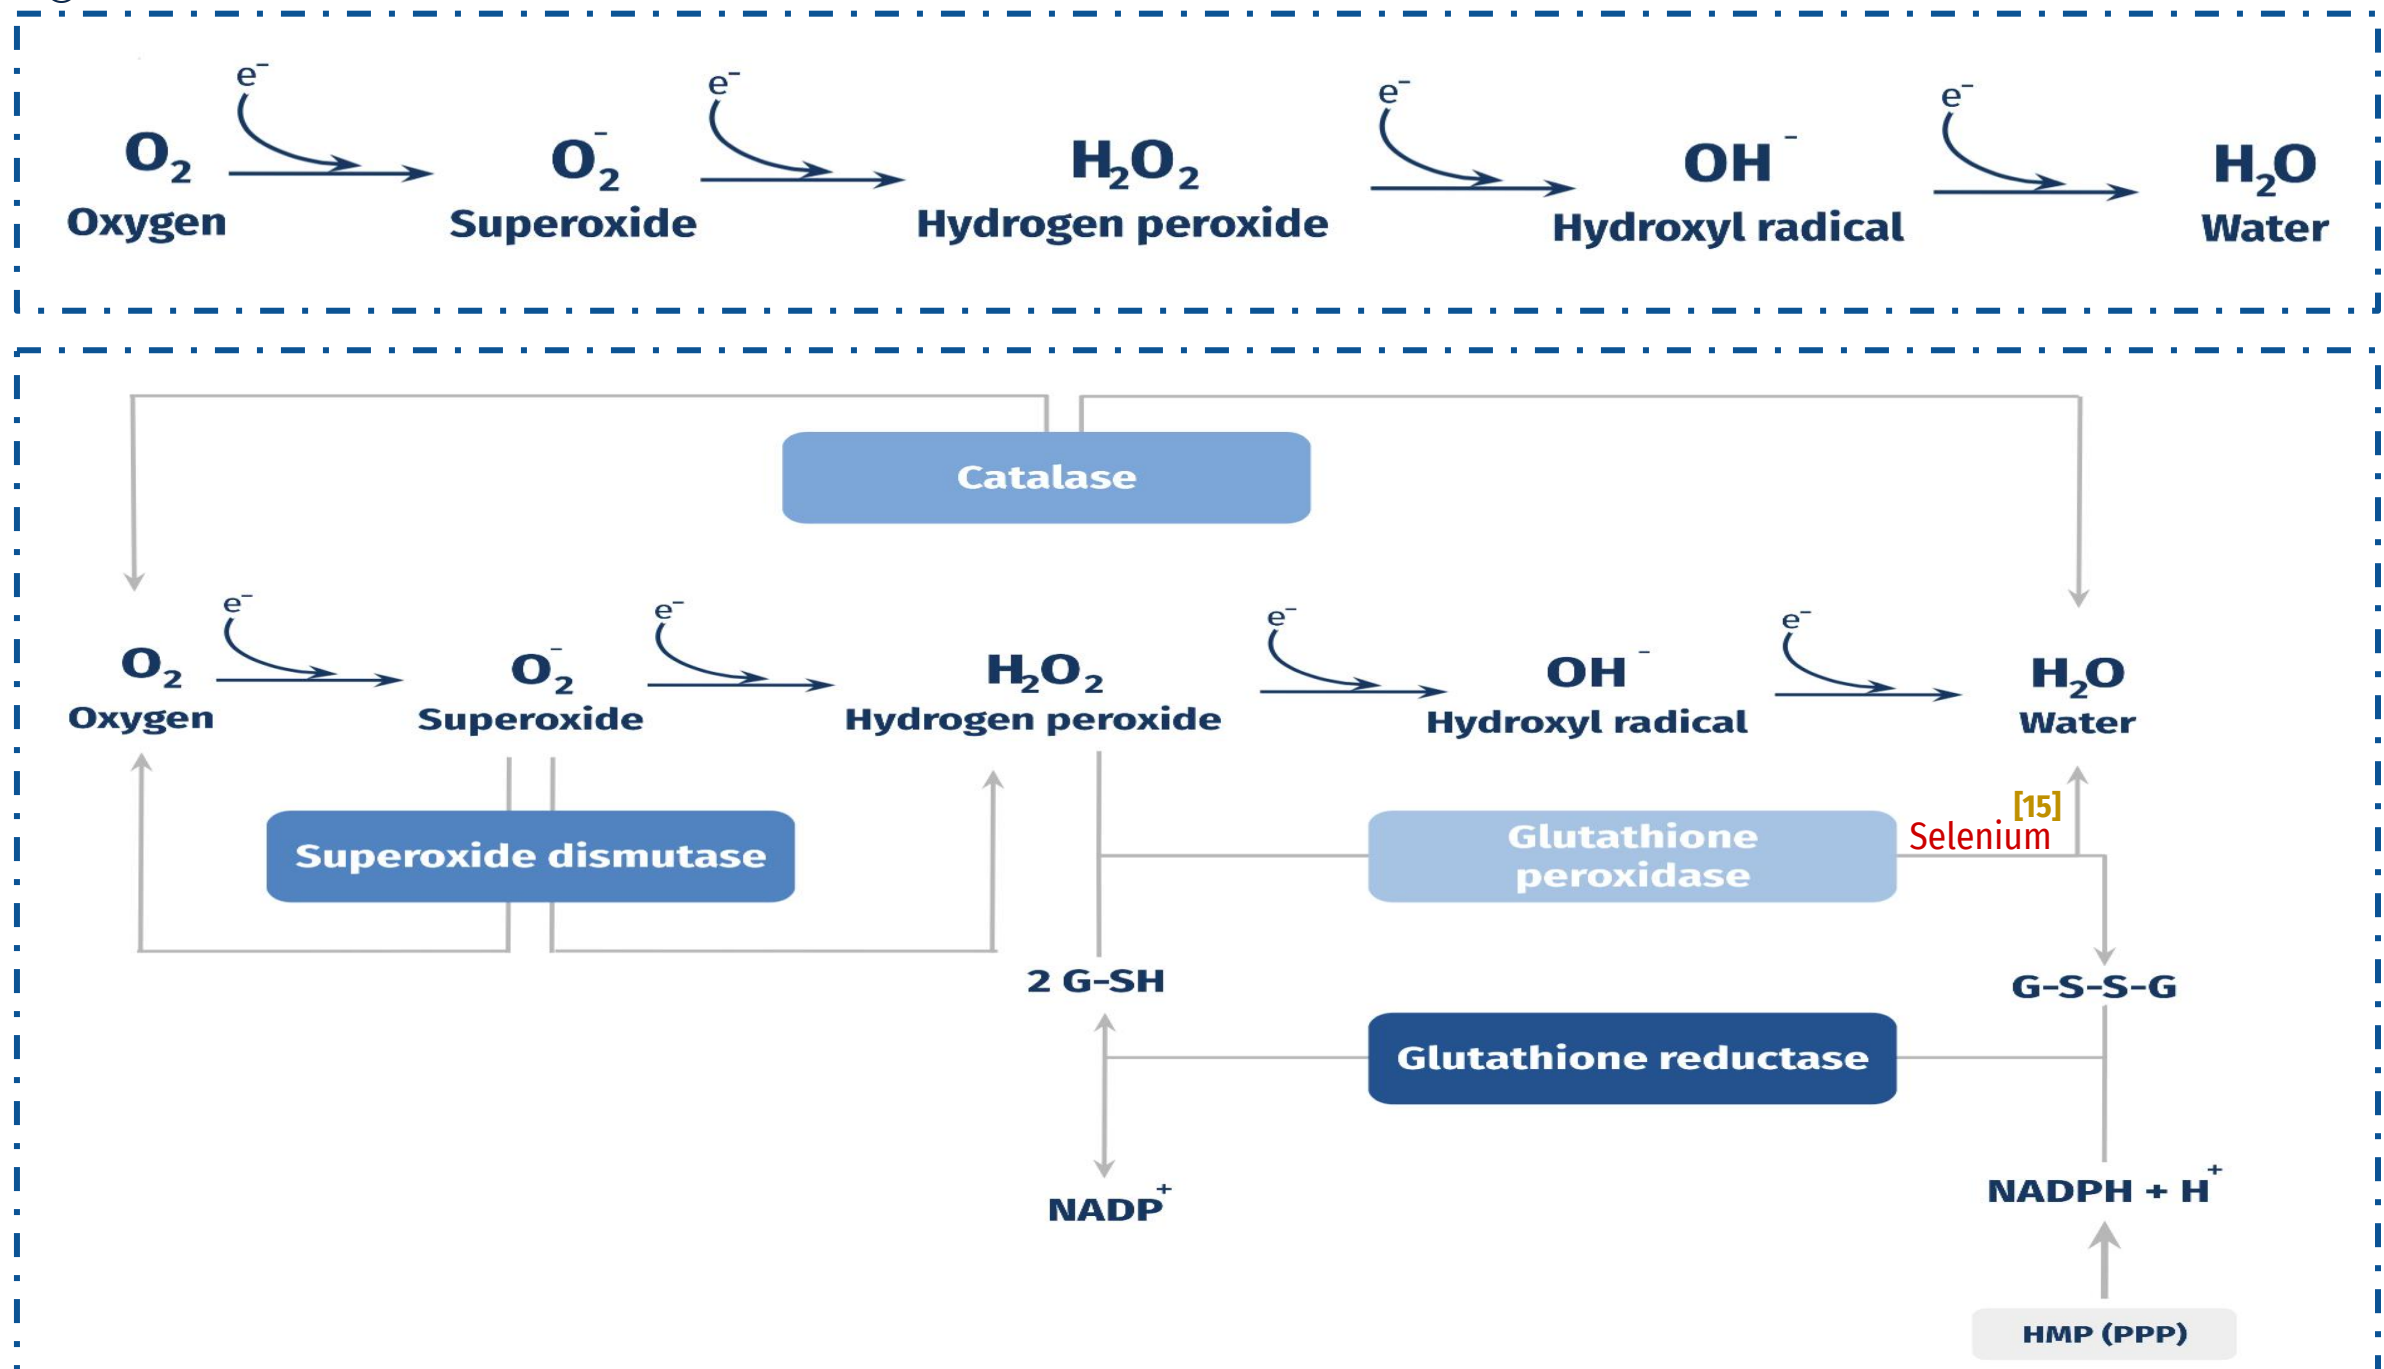 e⁻ e⁻ e⁻ e⁻
O₂ O₂⁻ H₂O₂ OH⁻ H₂O
Oxygen Superoxide Hydrogen peroxide Hydroxyl radical Water
Catalase
e⁻ e⁻ e⁻ e⁻
O₂ O₂⁻ H₂O₂ OH⁻ H₂O
Oxygen Superoxide Hydrogen peroxide Hydroxyl radical Water
[15]
Superoxide dismutase
Glutathione
peroxidase
Selenium
2 G-SH G-S-S-G
Glutathione reductase
NADP⁺ NADPH + H⁺
HMP (PPP)